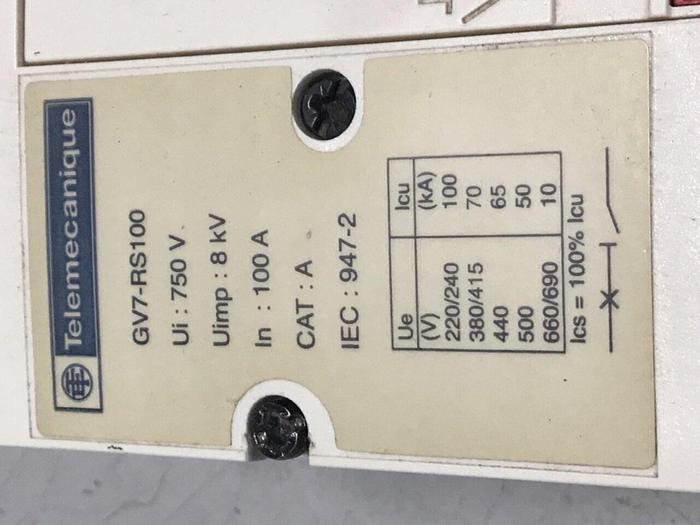 Telemecanique
GV7-RS100
Ui : 750 V
Uimp : 8 kV
In : 100 A
CAT : A
IEC : 947-2
Ue Icu
(V) (kA)
220/240 100
380/415 70
440 65
500 50
660/690 10
Ics = 100% Icu